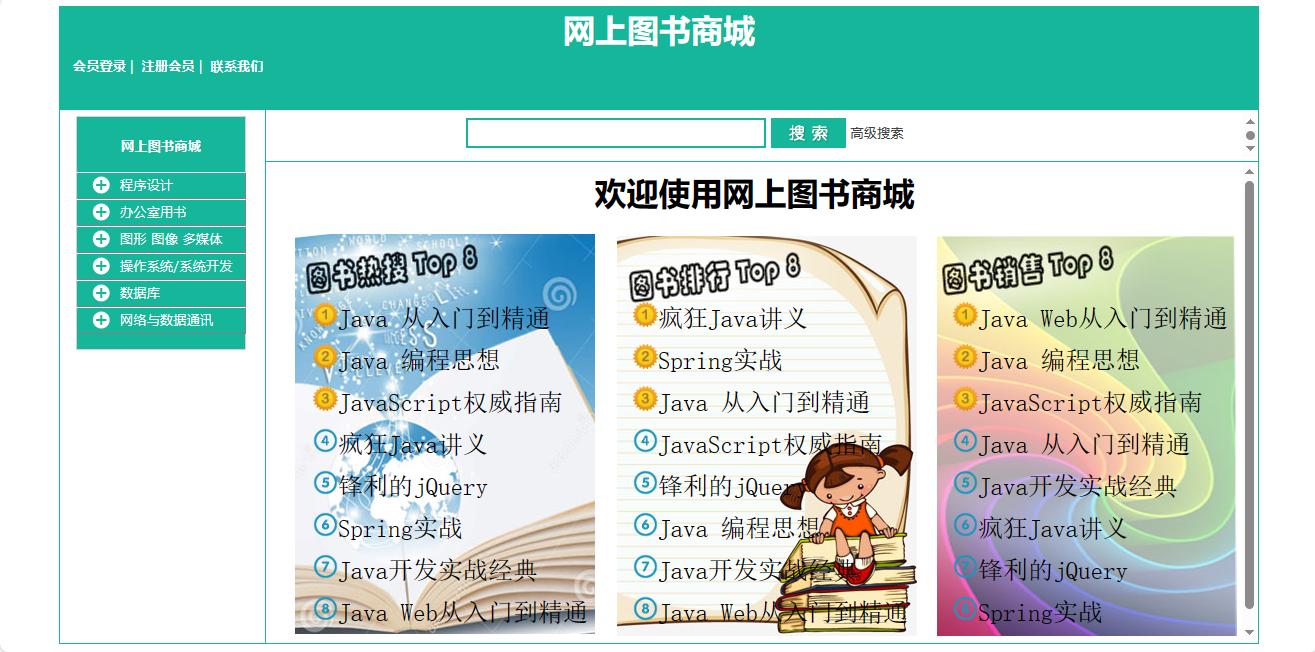 网上图书商城
会员登录 | 注册会员 | 联系我们
网上图书商城
程序设计
办公室用书
图形 图像 多媒体
操作系统/系统开发
数据库
网络与数据通讯
搜 索 高级搜索
欢迎使用网上图书商城
图书热搜 Top 8
1 Java 从入门到精通
2 Java 编程思想
3 JavaScript权威指南
4 疯狂Java讲义
5 锋利的jQuery
6 Spring实战
7 Java开发实战经典
8 Java Web从入门到精通
图书排行 Top 8
1 疯狂Java讲义
2 Spring实战
3 Java 从入门到精通
4 JavaScript权威指南
5 锋利的jQuery
6 Java 编程思想
7 Java开发实战经典
8 Java Web从入门到精通
图书销售 Top 8
1 Java Web从入门到精通
2 Java 编程思想
3 JavaScript权威指南
4 Java 从入门到精通
5 Java开发实战经典
6 疯狂Java讲义
7 锋利的jQuery
8 Spring实战